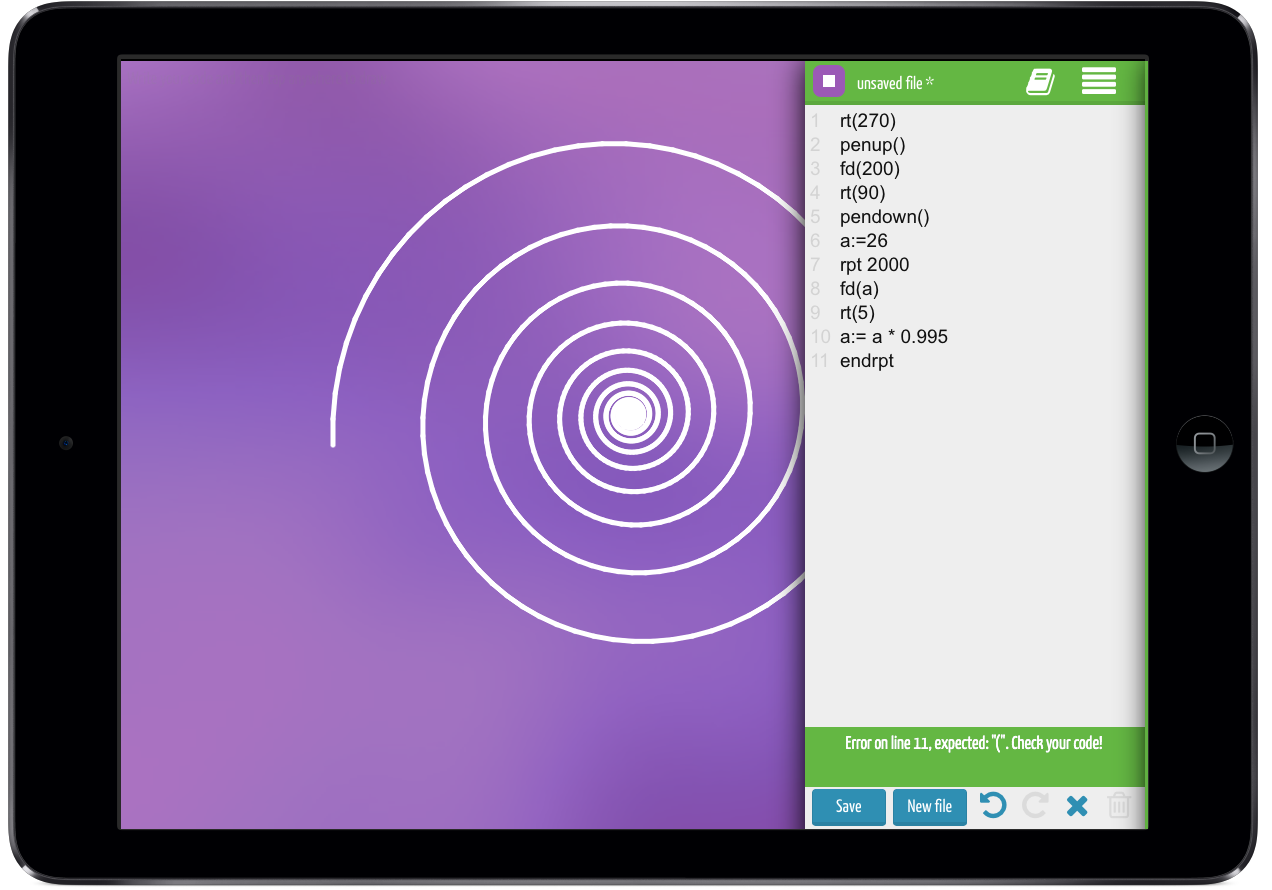 unsaved file *
1 rt(270)
2 penup()
3 fd(200)
4 rt(90)
5 pendown()
6 a:=26
7 rpt 2000
8 fd(a)
9 rt(5)
10 a:= a * 0.995
11 endrpt
Error on line 11, expected: "(". Check your code!
Save New file